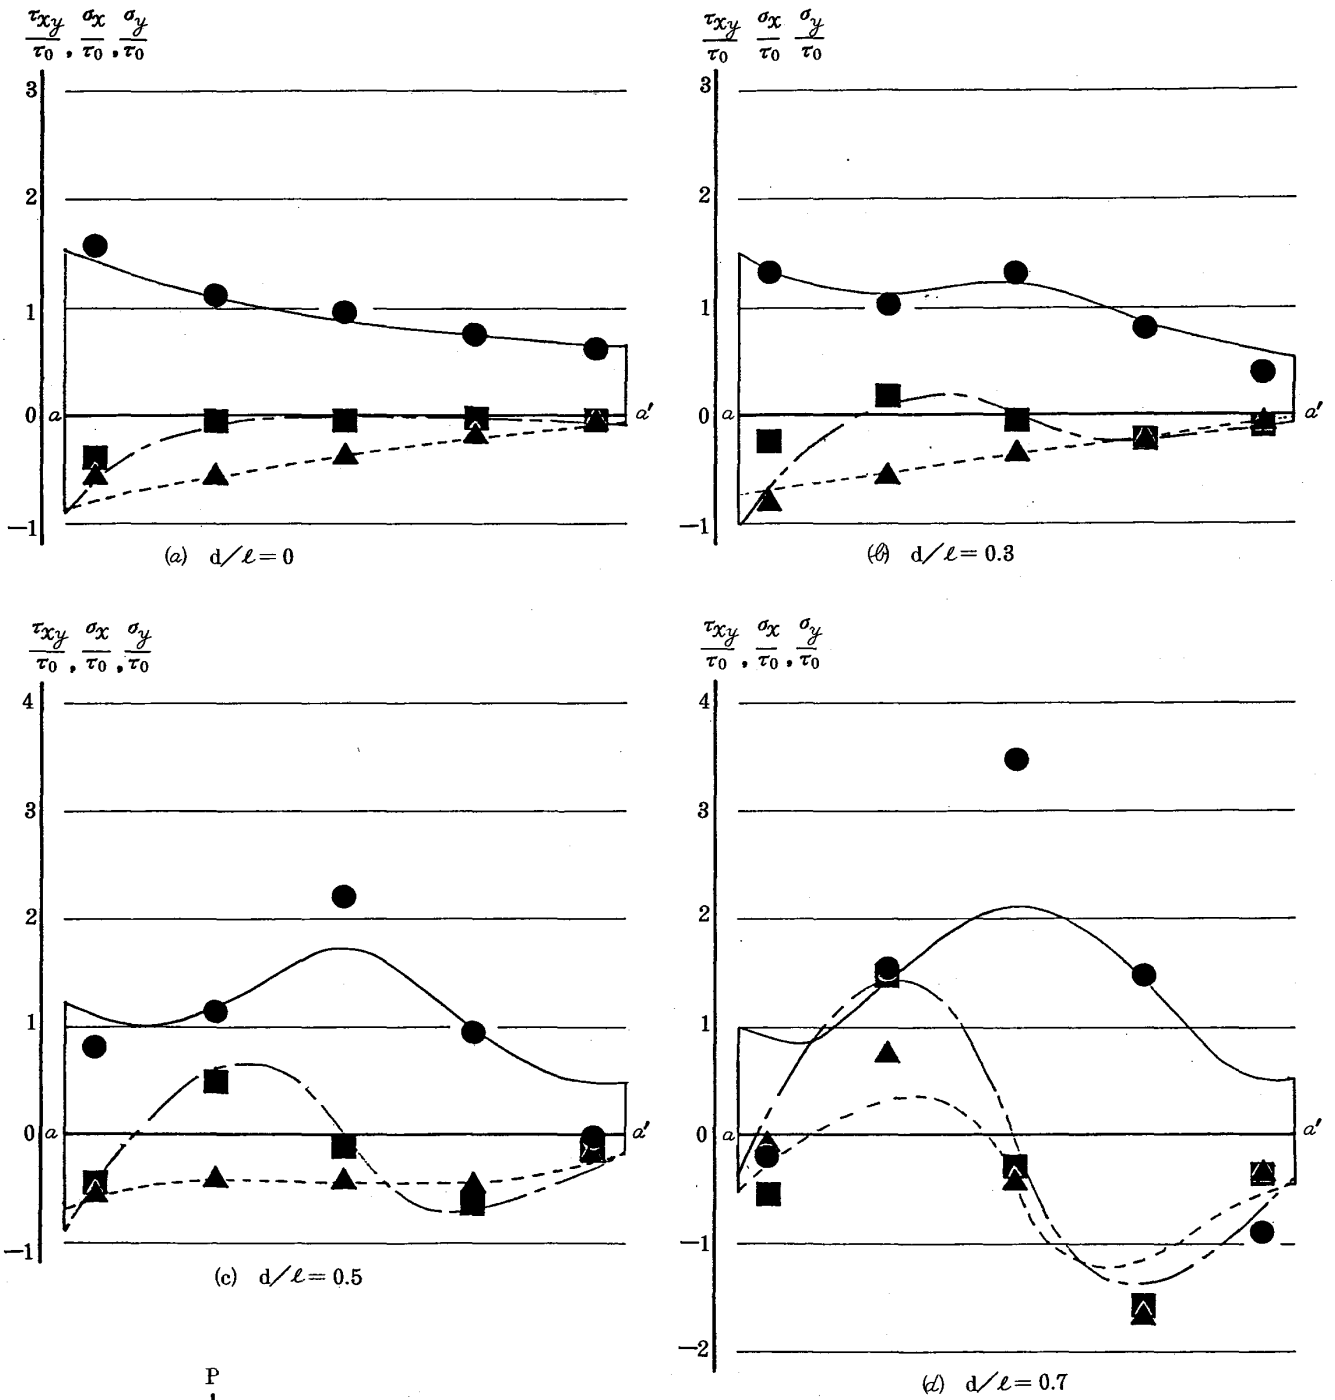 τxy/τ0, σx/τ0, σy/τ0
3
2
1
0 a a′
—1
(a) d/ℓ = 0
τxy/τ0 σx/τ0 σy/τ0
3
2
1
0 a a′
—1
(b) d/ℓ = 0.3
τxy/τ0, σx/τ0, σy/τ0
4
3
2
1
0 a a′
—1
(c) d/ℓ = 0.5
τxy/τ0, σx/τ0, σy/τ0
4
3
2
1
0 a a′
—1
—2
(d) d/ℓ = 0.7
P